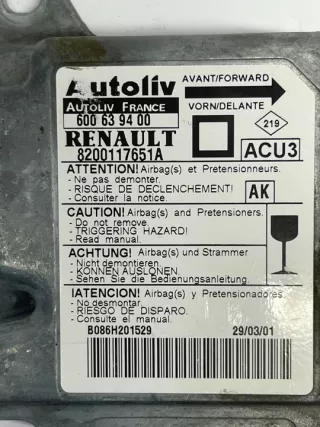 Autoliv
AVANT/FORWARD
AUTOLIV FRANCE
VORN/DELANTE
600 63 94 00
219
RENAULT
ACU3
8200117651A
ATTENTION! Airbag(s) et Pretensionneurs.
- Ne pas demonter.
- RISQUE DE DECLENCHEMENT!
- Consulter la notice.
AK
CAUTION! Airbag(s) and Pretensioners.
- Do not remove.
- TRIGGERING HAZARD!
- Read manual.
ACHTUNG! Airbag(s) und Strammer
- Nicht demontieren.
- KÖNNEN AUSLÖNEN.
- Sehen Sie die Bedienungsanleitung.
!ATENCION! Airbag(s) y Pretensionadores
- No desmontar.
- RIESGO DE DISPARO.
- Consulte el manual.
B086H201529
29/03/01